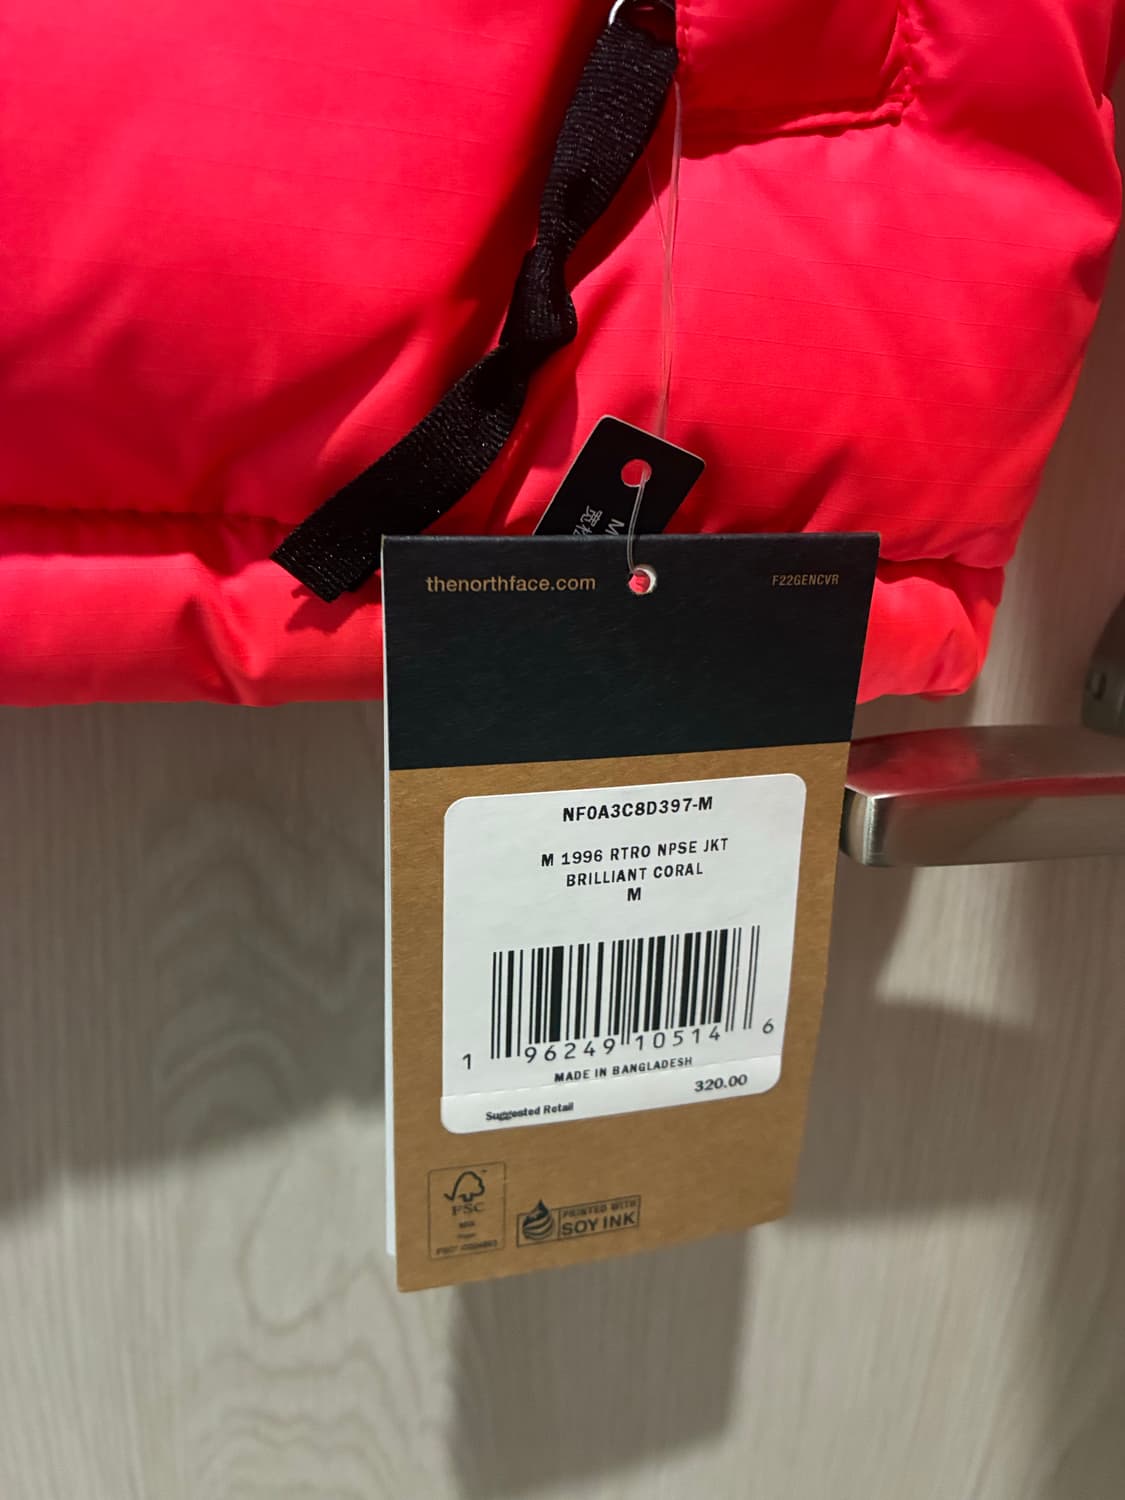 M
thenorthface.com
F22GENCVR
NF0A3C8D397-M
M 1996 RTRO NPSE JKT
BRILLIANT CORAL
M
1 96249 10514 6
MADE IN BANGLADESH
320.00
Suggested Retail
FSC
MIX
PRINTED WITH
SOY INK